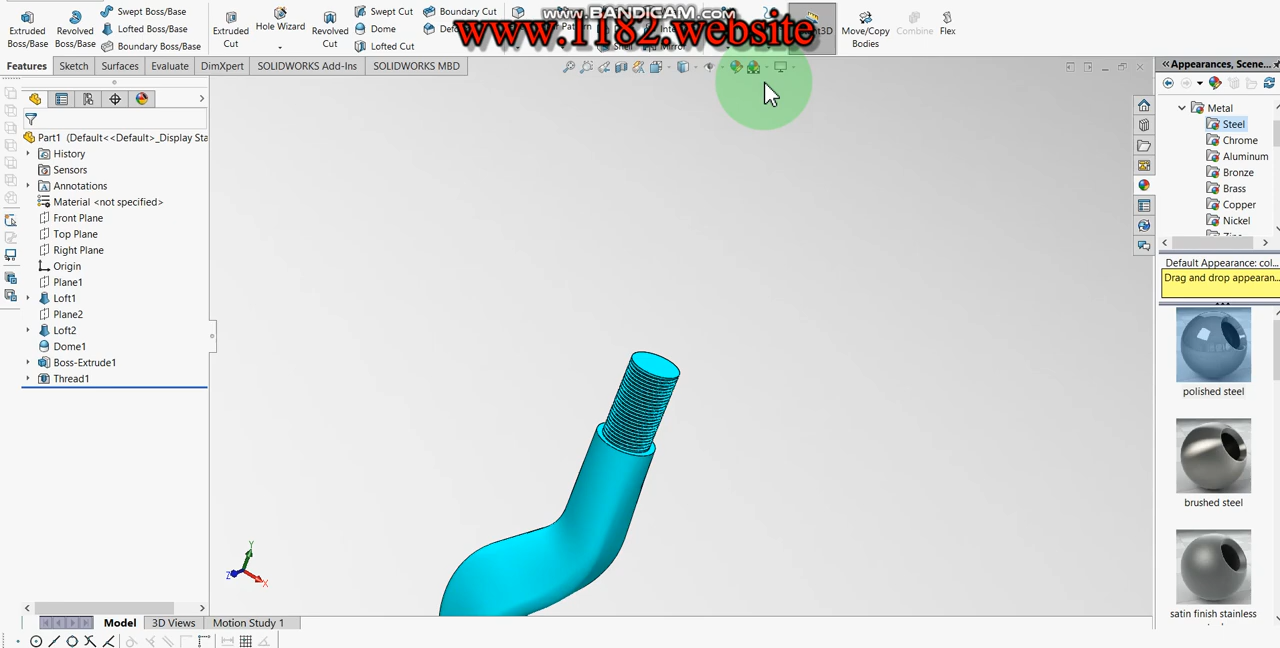 www.BANDICAM.com
www.1182.website
Extruded Boss/Base
Revolved Boss/Base
Swept Boss/Base
Lofted Boss/Base
Boundary Boss/Base
Extruded Cut
Hole Wizard
Revolved Cut
Swept Cut
Dome
Lofted Cut
Boundary Cut
Shell
Mirror
Move/Copy Bodies
Combine
Flex
Features
Sketch
Surfaces
Evaluate
DimXpert
SOLIDWORKS Add-Ins
SOLIDWORKS MBD
Part1 (Default<<Default>_Display Sta
History
Sensors
Annotations
Material <not specified>
Front Plane
Top Plane
Right Plane
Origin
Plane1
Loft1
Plane2
Loft2
Dome1
Boss-Extrude1
Thread1
Y
Z
X
Model
3D Views
Motion Study 1
Appearances, Scene...
Metal
Steel
Chrome
Aluminum
Bronze
Brass
Copper
Nickel
Default Appearance: col...
Drag and drop appearan...
polished steel
brushed steel
satin finish stainless